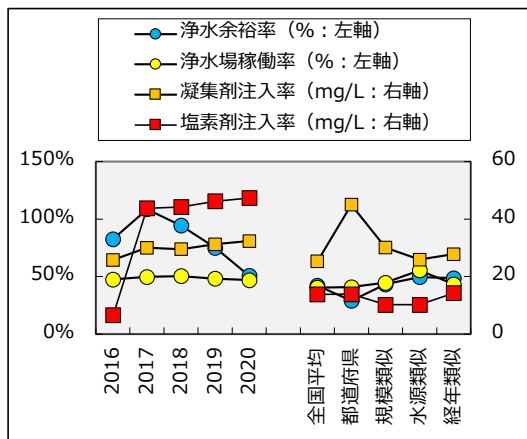 浄水余裕率（%：左軸）
浄水場稼働率（%：左軸）
凝集剤注入率（mg/L：右軸）
塩素剤注入率（mg/L：右軸）
150%
100%
50%
0%
60
40
20
0
2016
2017
2018
2019
2020
全国平均
都道府県
規模類似
水源類似
経年類似